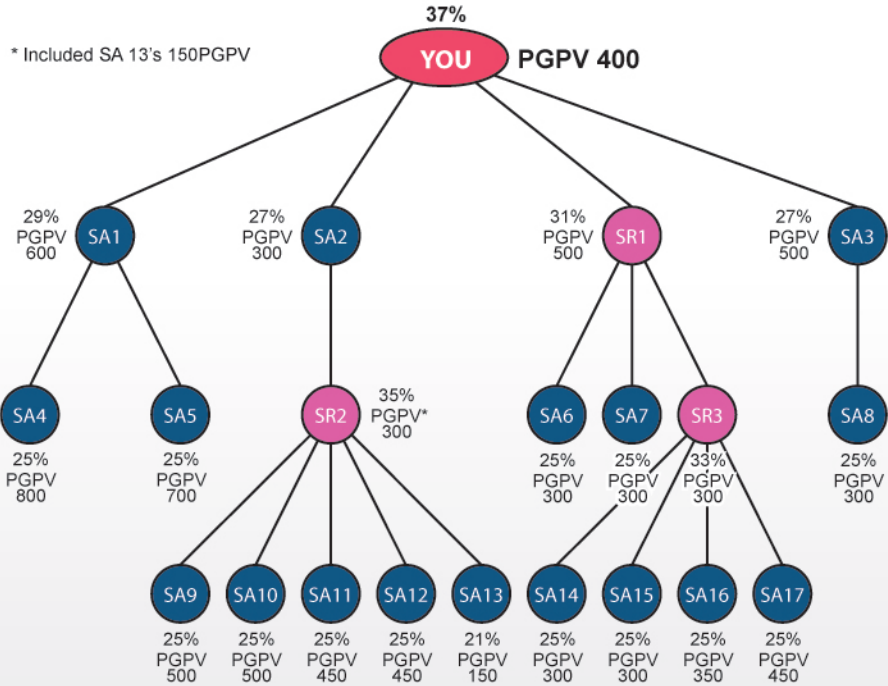 37%
* Included SA 13's 150PGPV
YOU
PGPV 400
29%
PGPV
600
SA1
27%
PGPV
300
SA2
31%
PGPV
500
SR1
27%
PGPV
500
SA3
SA4
25%
PGPV
800
SA5
25%
PGPV
700
SR2
35%
PGPV*
300
SA6
25%
PGPV
300
SA7
25%
PGPV
300
SR3
33%
PGPV
300
SA8
25%
PGPV
300
SA9
25%
PGPV
500
SA10
25%
PGPV
500
SA11
25%
PGPV
450
SA12
25%
PGPV
450
SA13
21%
PGPV
150
SA14
25%
PGPV
300
SA15
25%
PGPV
300
SA16
25%
PGPV
350
SA17
25%
PGPV
450